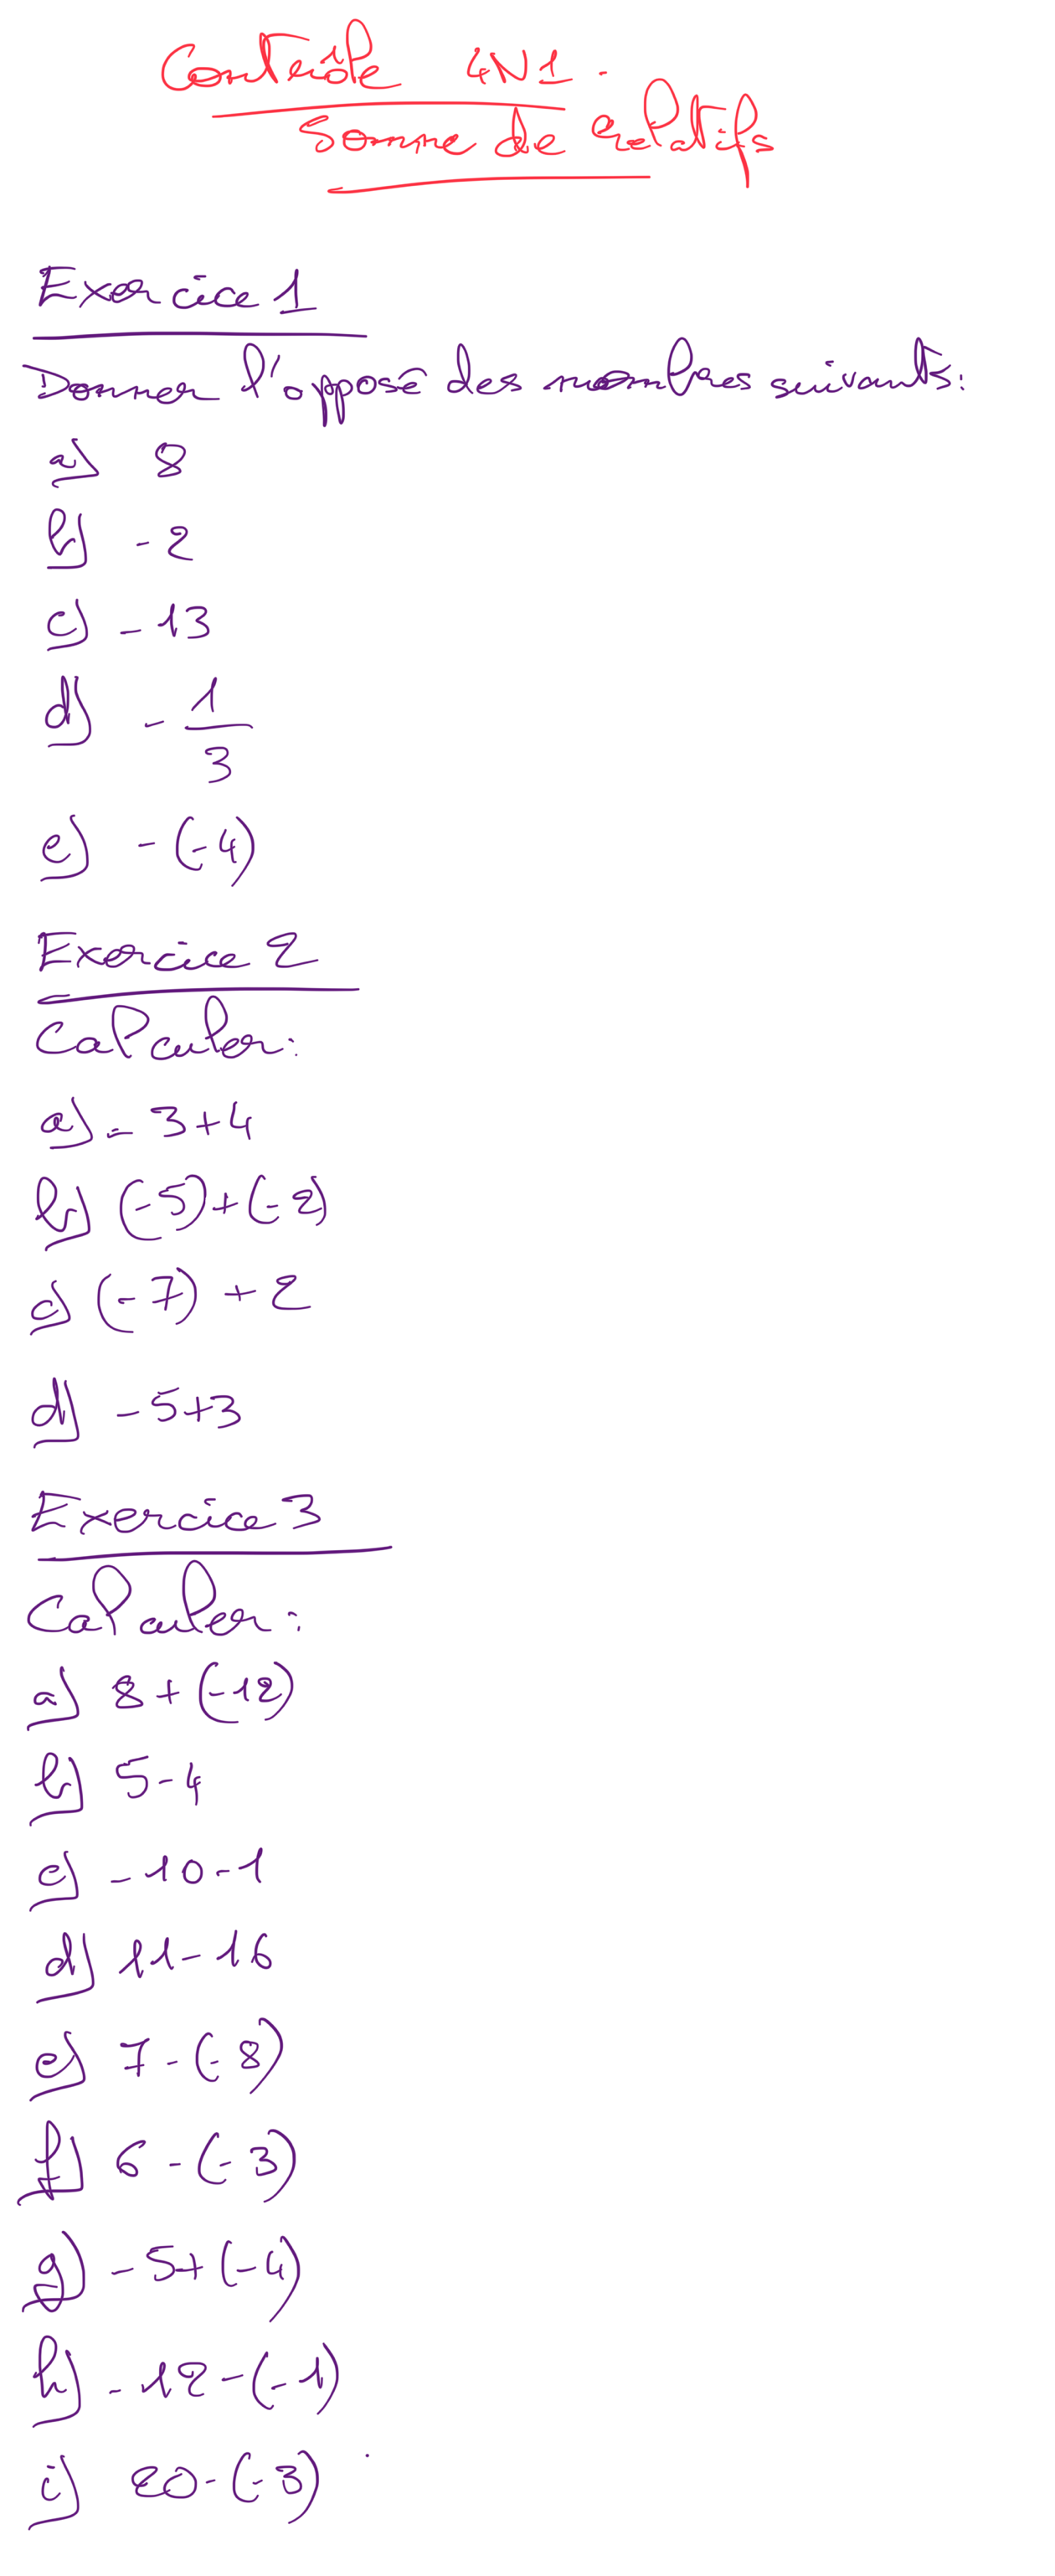 Contrôle 4N1.
Somme de relatifs
Exercice 1
Donner l'opposé des nombres suivants:
a) 8
b) -2
c) -13
d) - 1/3
e) -(-4)
Exercice 2
Calculer:
a) -3+4
b) (-5)+(-2)
c) (-7)+2
d) -5+3
Exercice 3
Calculer:
a) 8+(-12)
b) 5-4
c) -10-1
d) 11-16
e) 7-(-8)
f) 6-(-3)
g) -5+(-4)
h) -12-(-1)
i) 20-(-3)